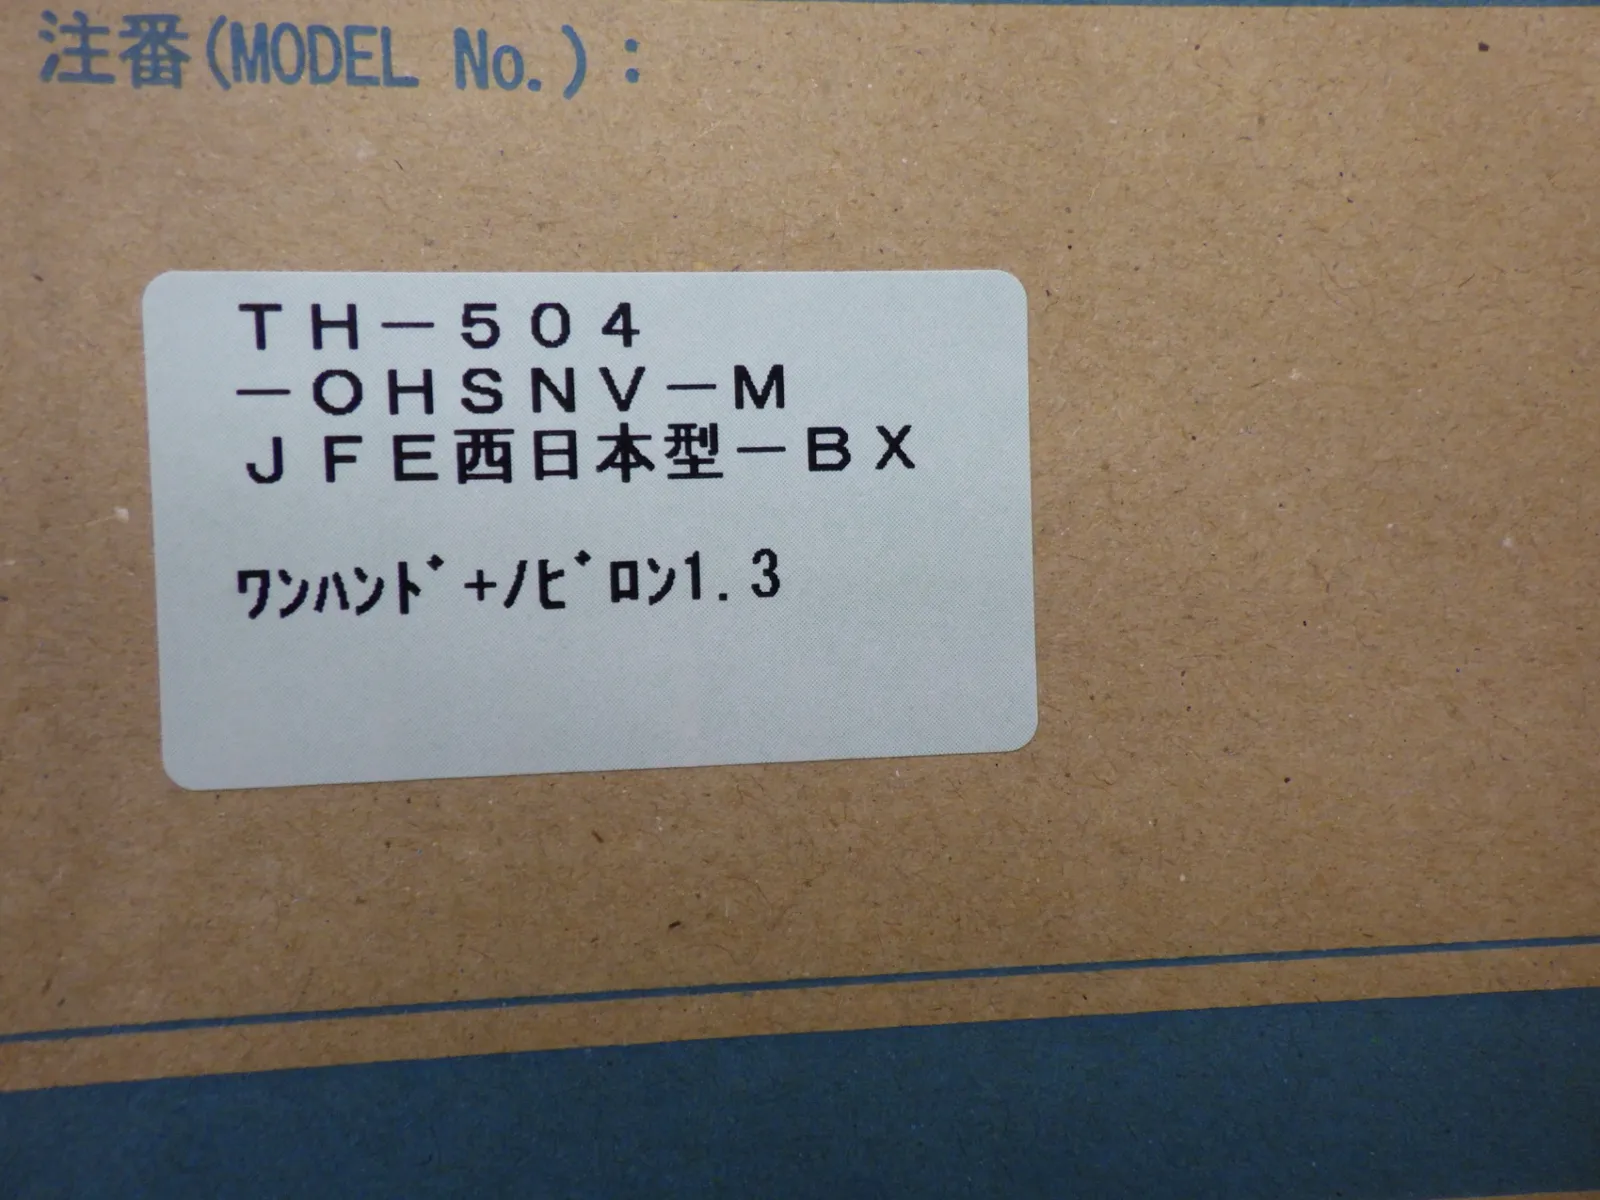 注番(MODEL No.):
TH-504
-OHSNV-M
JFE西日本型-BX
ﾜﾝﾊﾝﾄﾞ+ﾉﾋﾞﾛﾝ1.3